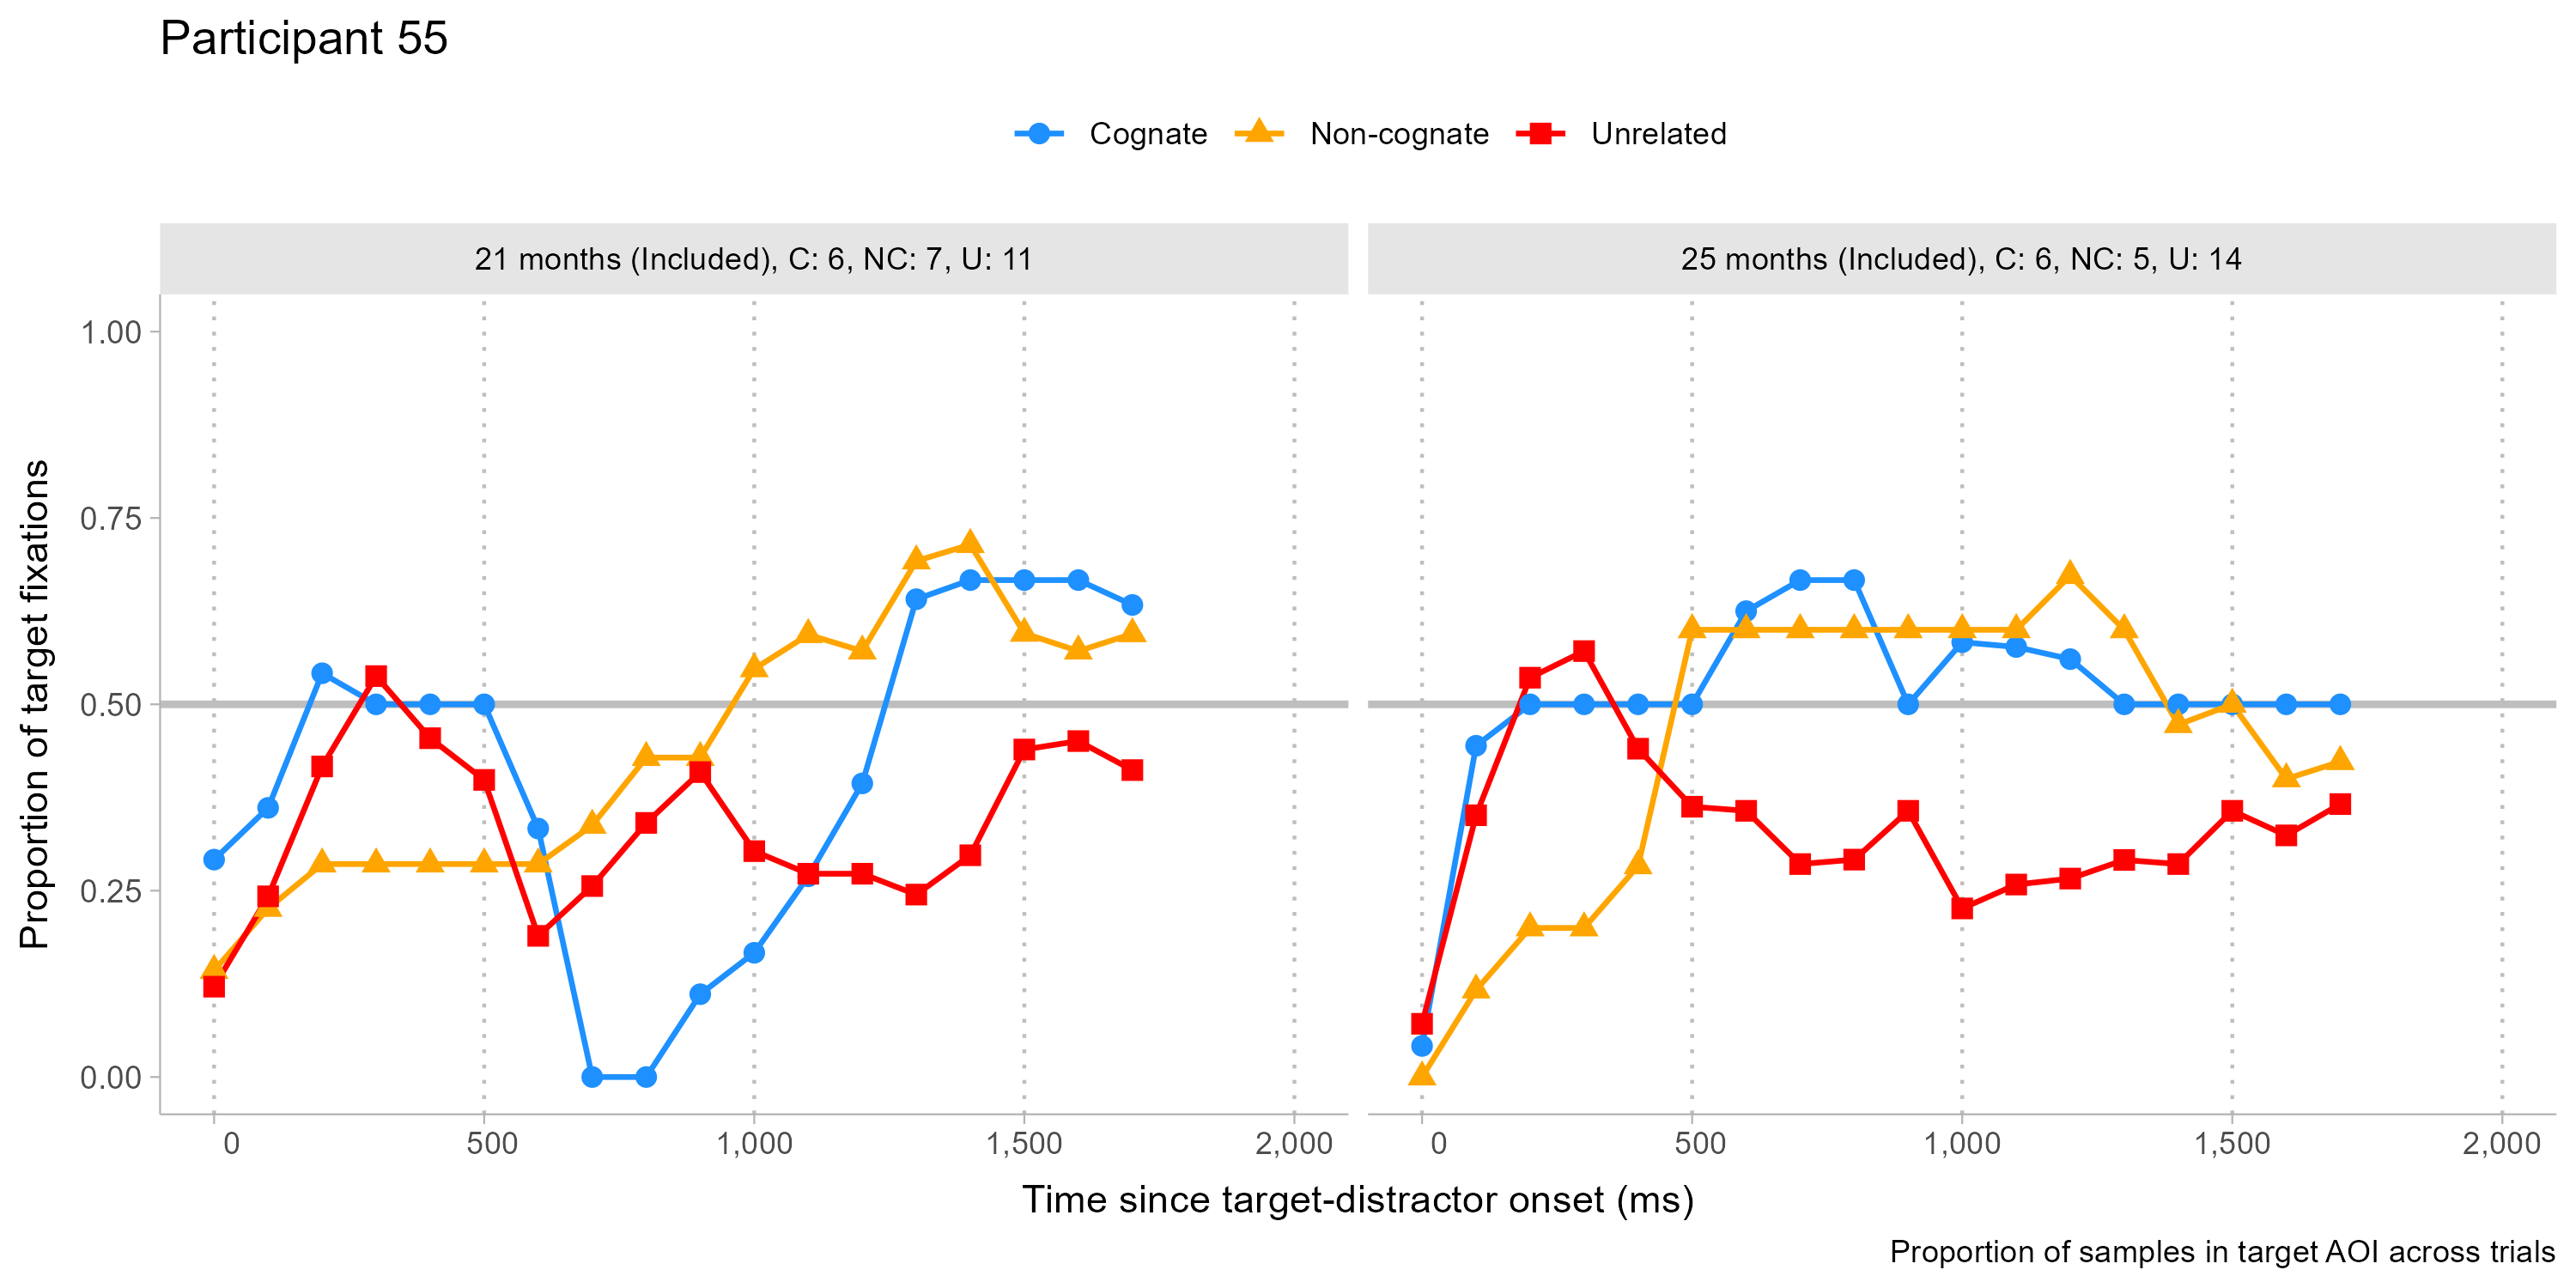 Participant 55
Cognate Non-cognate Unrelated
21 months (Included), C: 6, NC: 7, U: 11
25 months (Included), C: 6, NC: 5, U: 14
Proportion of target fixations
1.00
0.75
0.50
0.25
0.00
0 500 1,000 1,500 2,000
0 500 1,000 1,500 2,000
Time since target-distractor onset (ms)
Proportion of samples in target AOI across trials